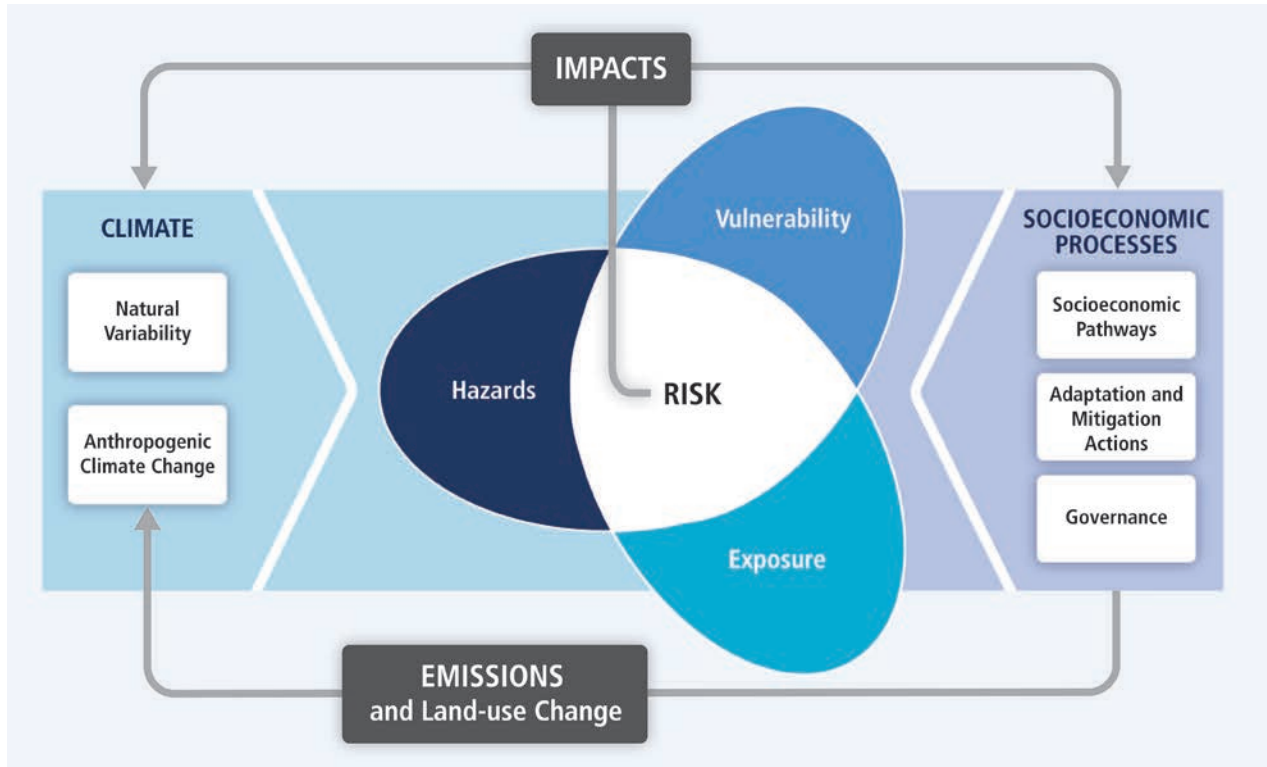 IMPACTS
CLIMATE
Natural
Variability
Anthropogenic
Climate Change
Vulnerability
Hazards
RISK
Exposure
SOCIOECONOMIC
PROCESSES
Socioeconomic
Pathways
Adaptation and
Mitigation
Actions
Governance
EMISSIONS
and Land-use Change